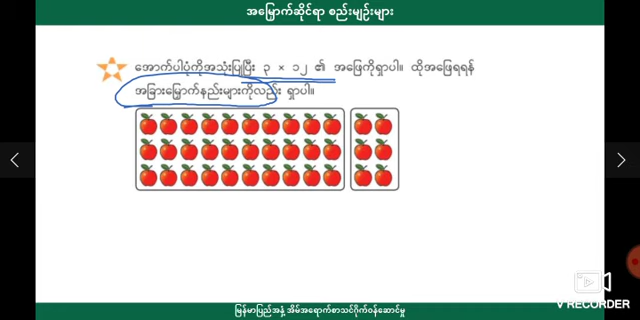 အမြှောက်ဆိုင်ရာ စည်းမျဉ်းများ
အောက်ပါပုံကိုအသုံးပြုပြီး ၃ × ၁၂ ၏ အဖြေကိုရှာပါ။ ထိုအဖြေရရန်
အခြားမြှောက်နည်းများကိုလည်း ရှာပါ။
မြန်မာပြည်အနှံ့ အိမ်အရောက်စာသင်ဂိုက်ဝန်ဆောင်မှု
V RECORDER